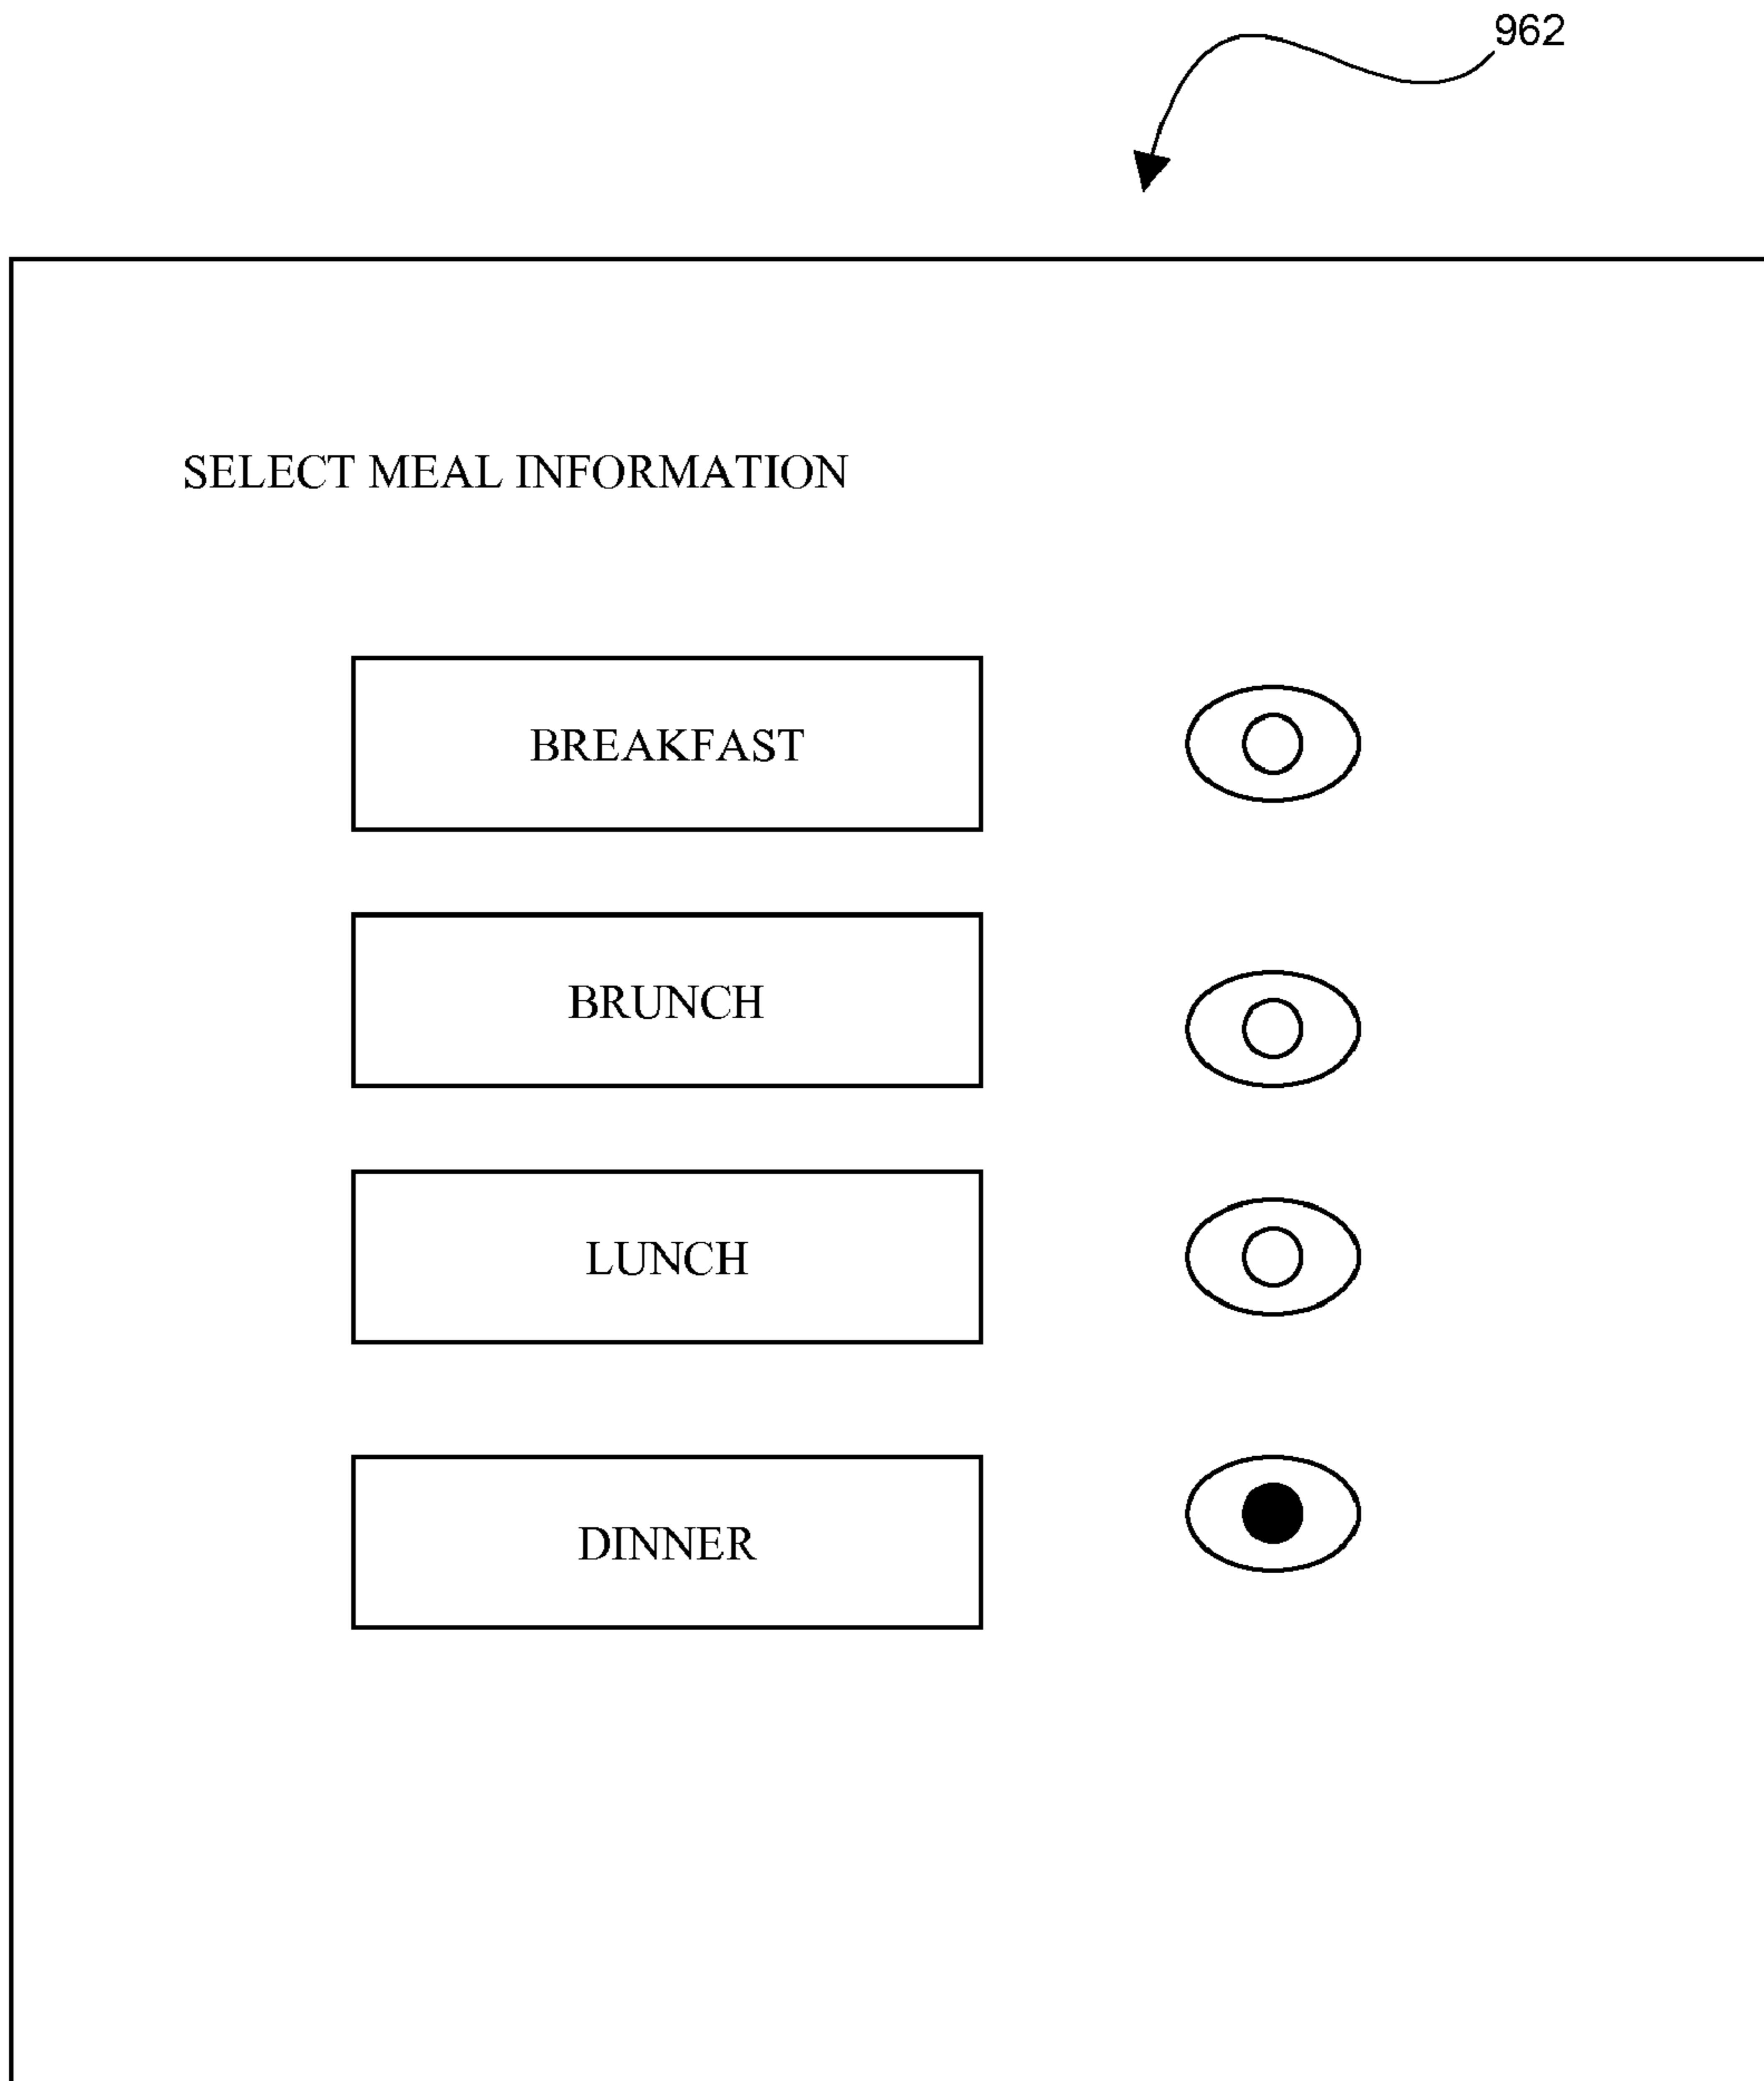 962
SELECT MEAL INFORMATION
BREAKFAST
BRUNCH
LUNCH
DINNER